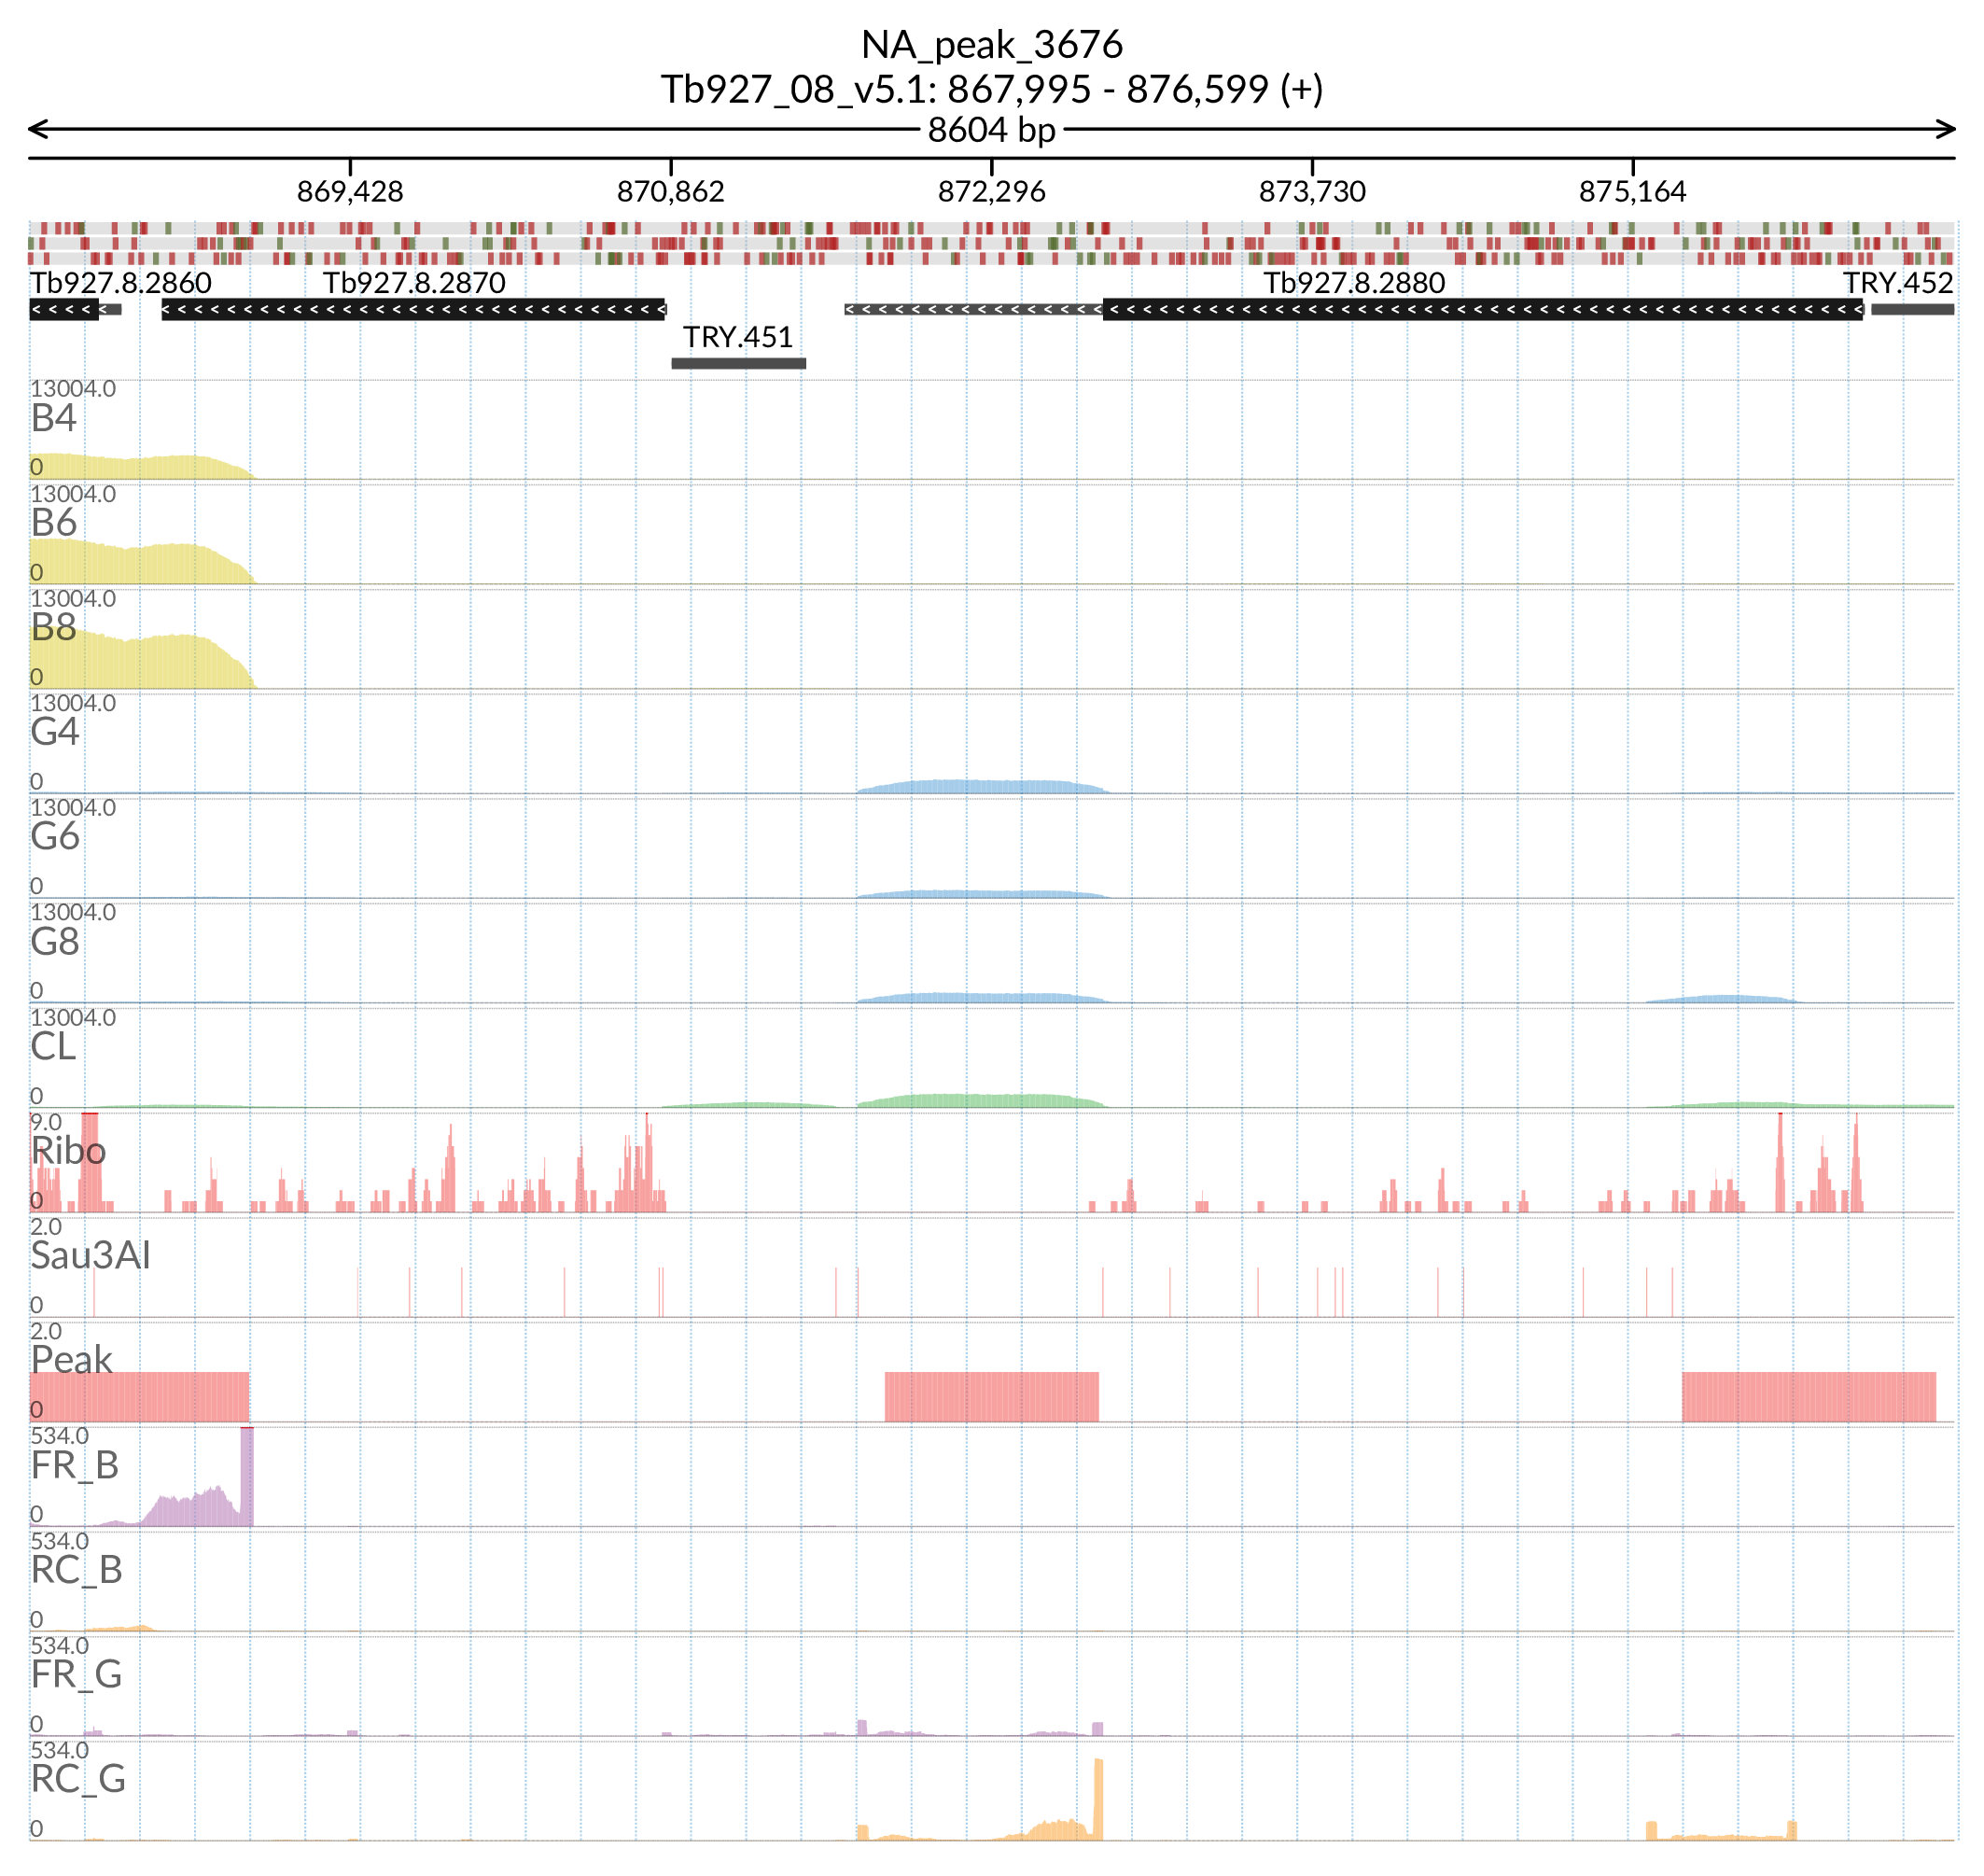 NA_peak_3676
Tb927_08_v5.1: 867,995 - 876,599 (+)
8604 bp
869,428 870,862 872,296 873,730 875,164
Tb927.8.2860 Tb927.8.2870 Tb927.8.2880 TRY.452
TRY.451
13004.0
B4
0
13004.0
B6
0
13004.0
B8
0
13004.0
G4
0
13004.0
G6
0
13004.0
G8
0
13004.0
CL
0
9.0
Ribo
0
2.0
Sau3AI
0
2.0
Peak
0
534.0
FR_B
0
534.0
RC_B
0
534.0
FR_G
0
534.0
RC_G
0